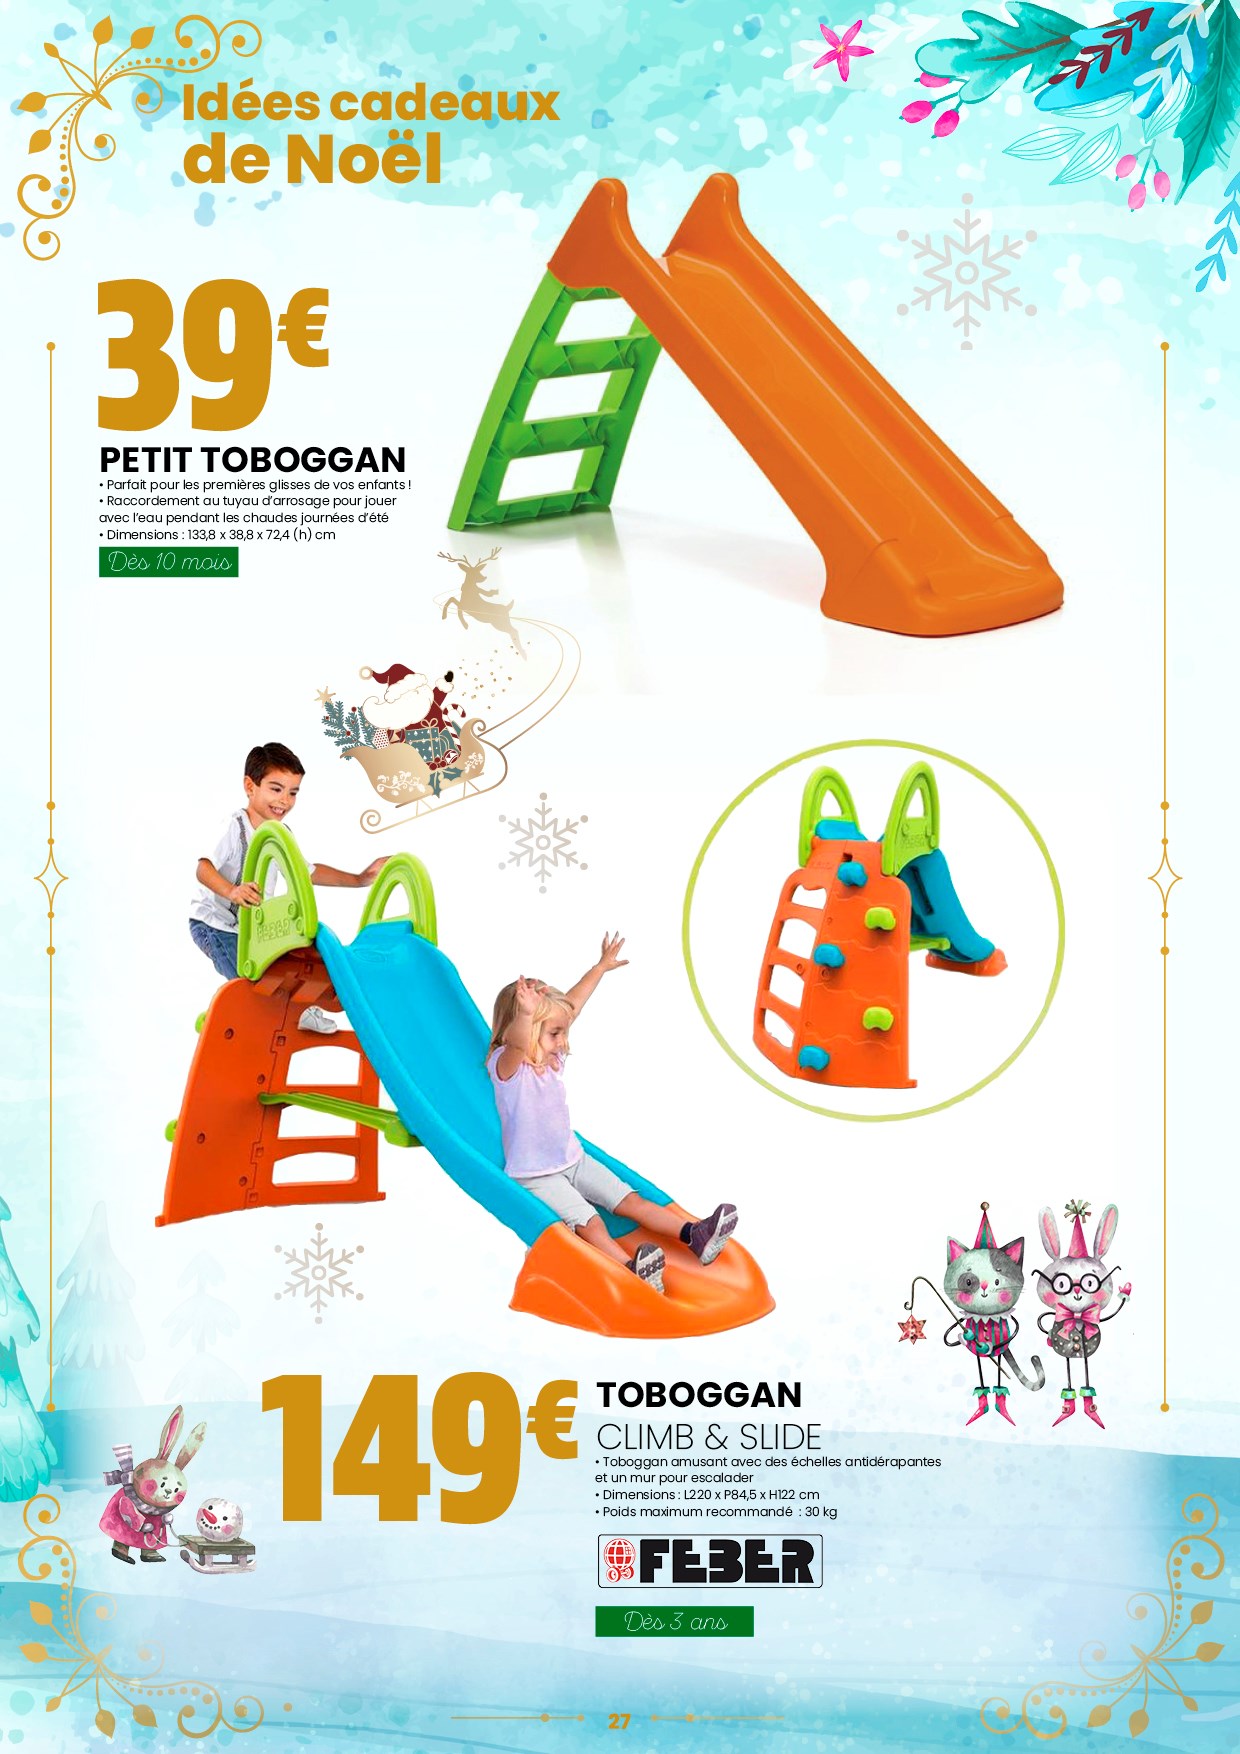 Idées cadeaux
de Noël
39€
PETIT TOBOGGAN
• Parfait pour les premières glisses de vos enfants !
• Raccordement au tuyau d'arrosage pour jouer
avec l'eau pendant les chaudes journées d'été
• Dimensions : 133,8 x 38,8 x 72,4 (h) cm
Dès 10 mois
FEBER
149€
TOBOGGAN
CLIMB & SLIDE
• Toboggan amusant avec des échelles antidérapantes
et un mur pour escalader
• Dimensions : L220 x P84,5 x H122 cm
• Poids maximum recommandé : 30 kg
FEBER
Dès 3 ans
27